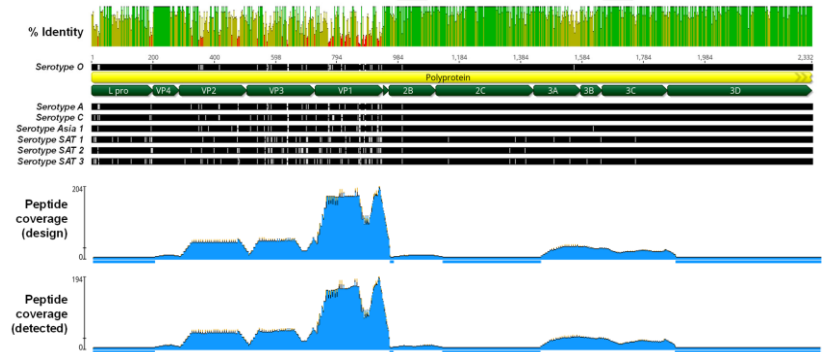 % Identity
1 200 400 598 794 984 1,184 1,384 1,584 1,784 1,984 2,332
Serotype O
Polyprotein
L pro VP4 VP2 VP3 VP1 2B 2C 3A 3B 3C 3D
Serotype A
Serotype C
Serotype Asia 1
Serotype SAT 1
Serotype SAT 2
Serotype SAT 3
204
Peptide
coverage
(design)
0
194
Peptide
coverage
(detected)
0